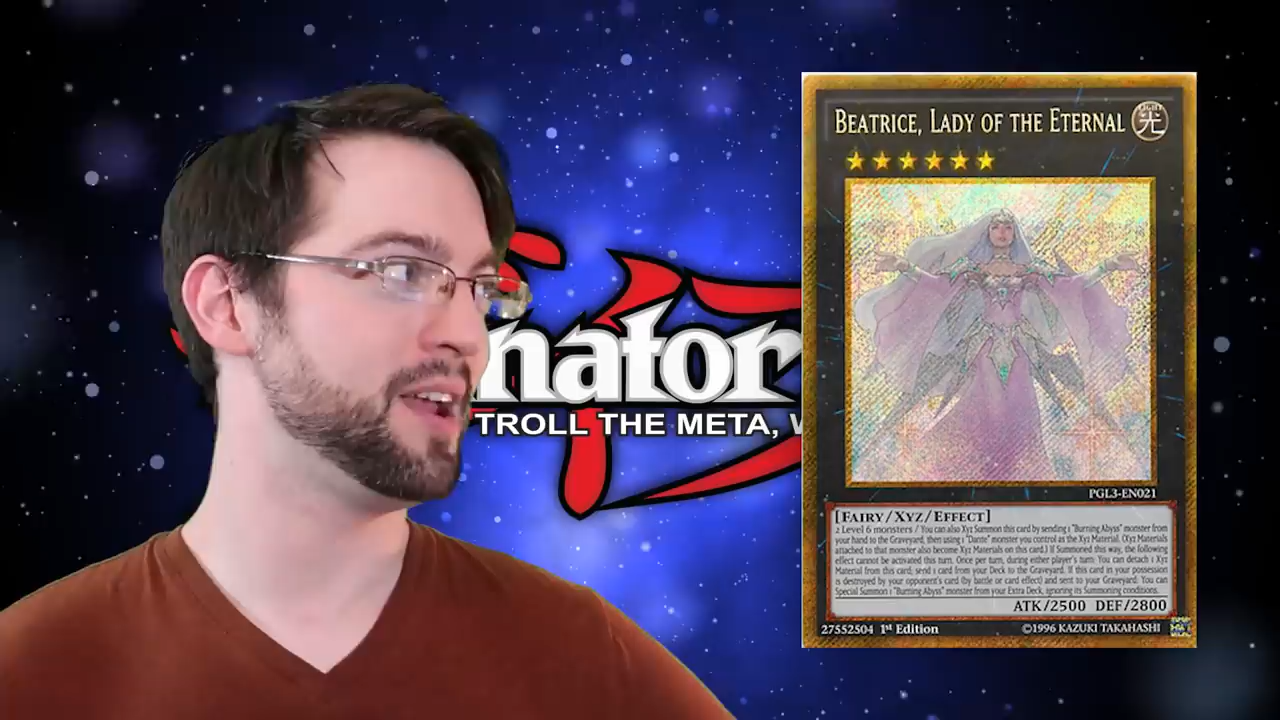 BEATRICE, LADY OF THE ETERNAL
LIGHT
光
nator
TROLL THE META,
PGL3-EN021
[FAIRY/XYZ/EFFECT]
2 Level 6 monsters / You can also Xyz Summon this card by sending 1 "Burning Abyss" monster from
your hand to the Graveyard, then using 1 "Dante" monster you control as the Xyz Material. (Xyz Materials
attached to that monster also become Xyz Materials on this card.) If Summoned this way, the following
effect cannot be activated this turn. Once per turn, during either player's turn: You can detach 1 Xyz
Material from this card; send 1 card from your Deck to the Graveyard. If this card in your possession
is destroyed by your opponent's card (by battle or card effect) and sent to your Graveyard: You can
Special Summon 1 "Burning Abyss" monster from your Extra Deck, ignoring its Summoning conditions.
ATK/2500 DEF/2800
27552504 1st Edition ©1996 KAZUKI TAKAHASHI